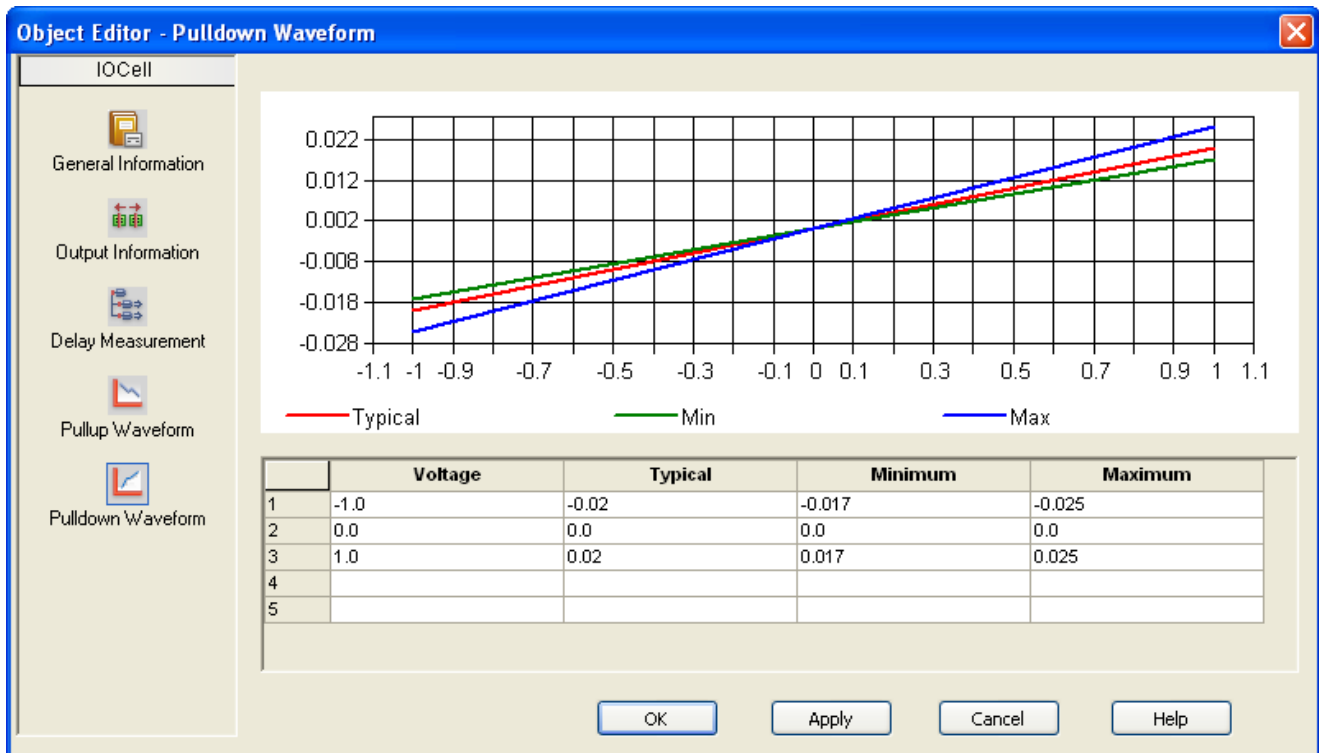 Object Editor - Pulldown Waveform
IOCell
General Information
Output Information
Delay Measurement
Pullup Waveform
Pulldown Waveform
0.022
0.012
0.002
-0.008
-0.018
-0.028
-1.1 -1 -0.9 -0.7 -0.5 -0.3 -0.1 0 0.1 0.3 0.5 0.7 0.9 1 1.1
Typical Min Max
Voltage Typical Minimum Maximum
1 -1.0 -0.02 -0.017 -0.025
2 0.0 0.0 0.0 0.0
3 1.0 0.02 0.017 0.025
4
5
OK Apply Cancel Help